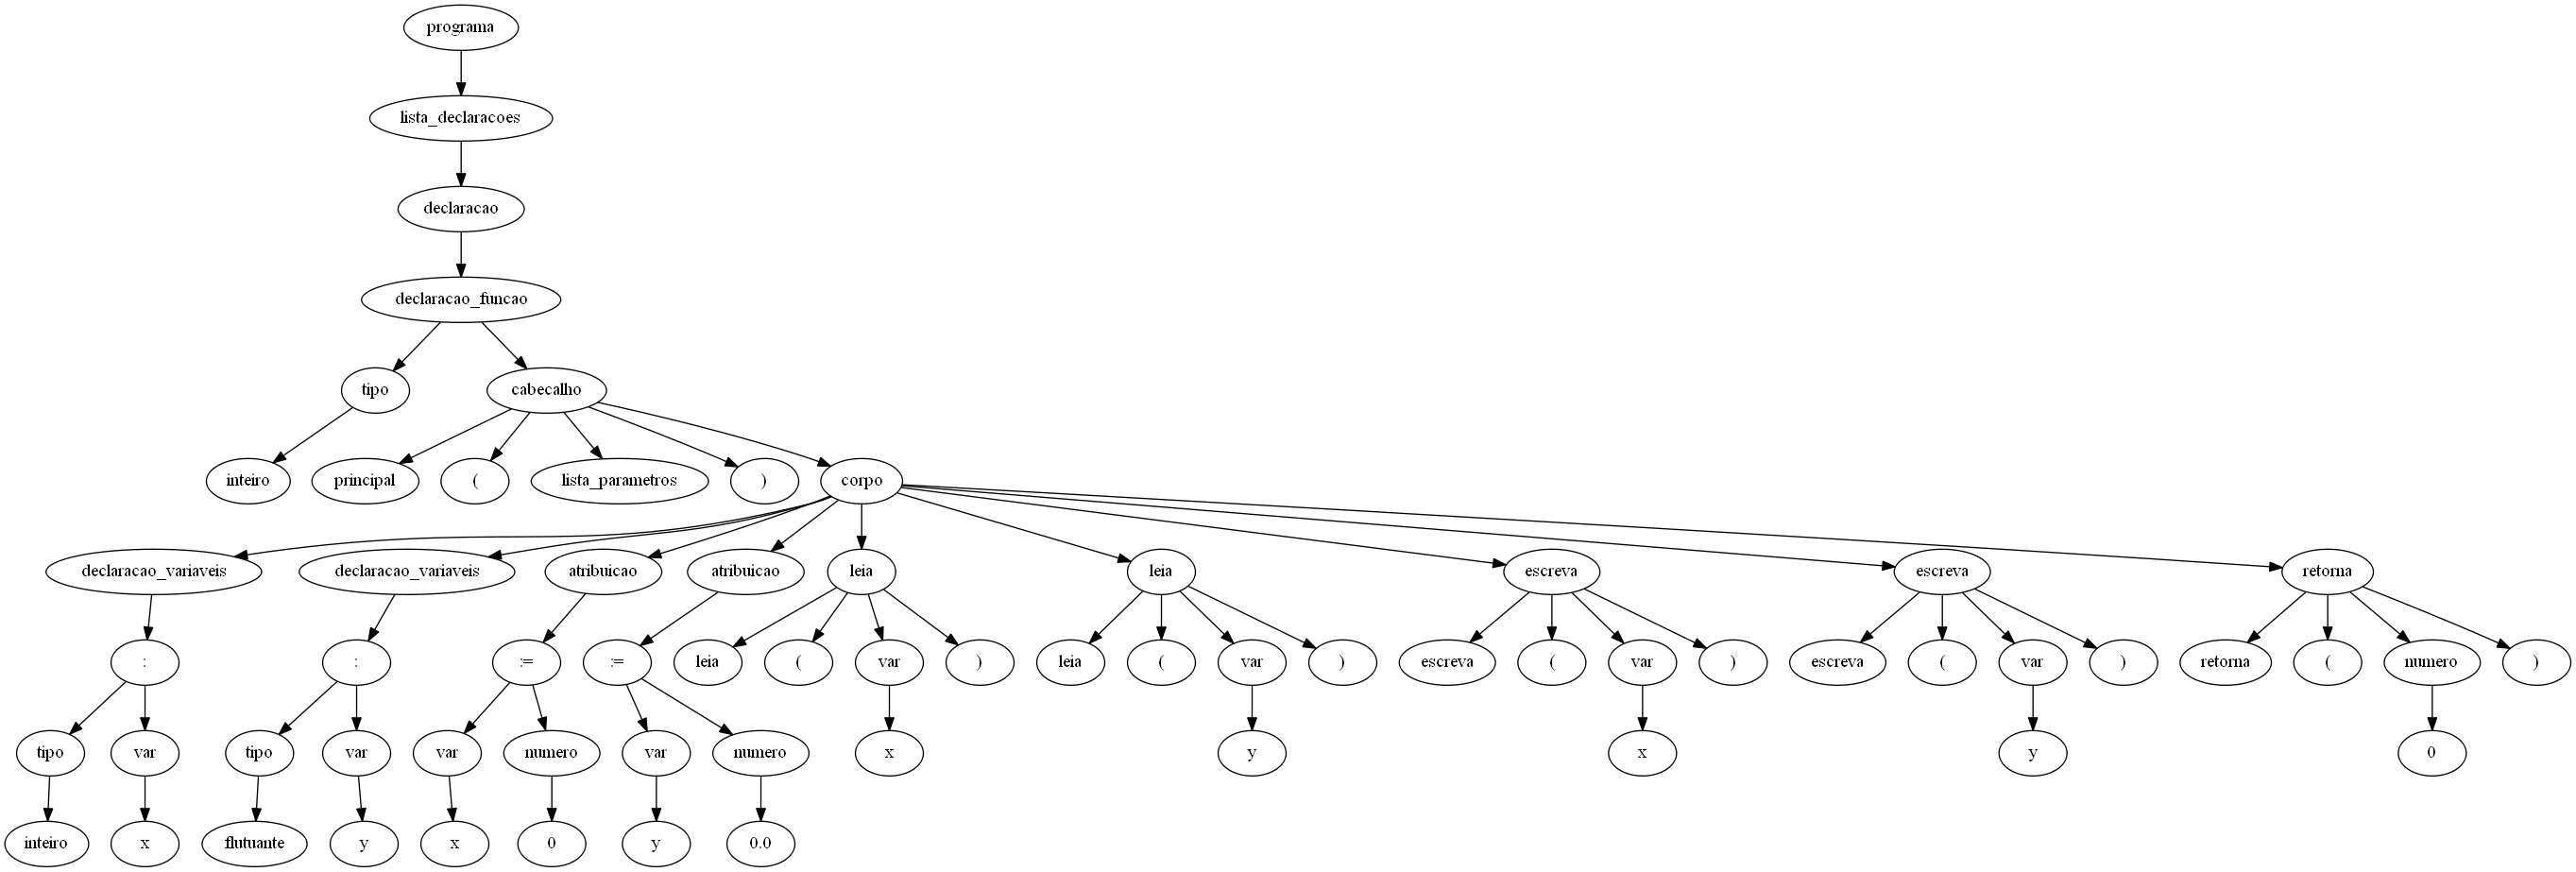 programa
lista_declaracoes
declaracao
declaracao_funcao
tipo cabecalho
inteiro principal ( lista_parametros ) corpo
declaracao_variaveis declaracao_variaveis atribuicao atribuicao leia leia escreva escreva retorna
: : := := leia ( var ) leia ( var ) escreva ( var ) escreva ( var ) retorna ( numero )
tipo var tipo var var numero var numero x y x y 0
inteiro x flutuante y x 0 y 0.0